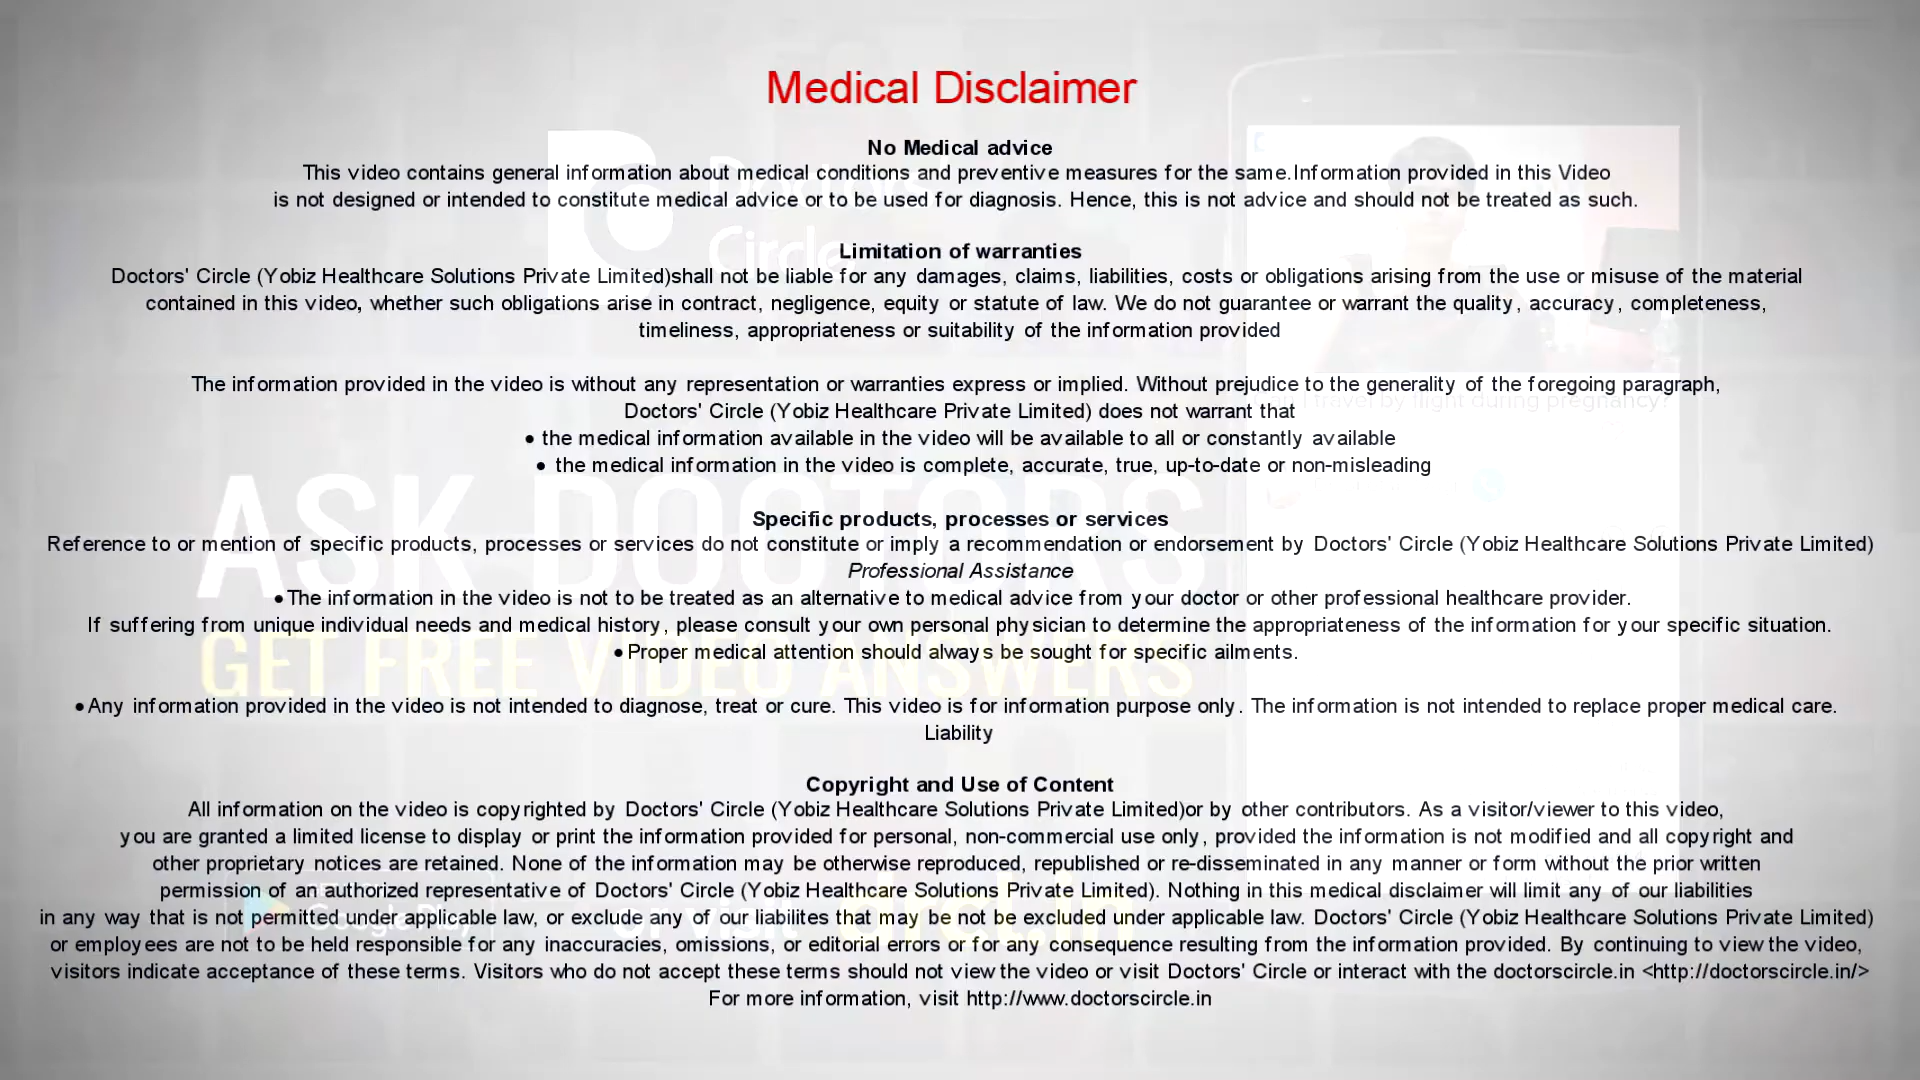 Medical Disclaimer
No Medical advice
This video contains general information about medical conditions and preventive measures for the same.Information provided in this Video
is not designed or intended to constitute medical advice or to be used for diagnosis. Hence, this is not advice and should not be treated as such.
Doctors'
Circle
Limitation of warranties
Doctors' Circle (Yobiz Healthcare Solutions Private Limited)shall not be liable for any damages, claims, liabilities, costs or obligations arising from the use or misuse of the material
contained in this video, whether such obligations arise in contract, negligence, equity or statute of law. We do not guarantee or warrant the quality, accuracy, completeness,
timeliness, appropriateness or suitability of the information provided
The information provided in the video is without any representation or warranties express or implied. Without prejudice to the generality of the foregoing paragraph,
Can I travel by flight during pregnancy?
Doctors' Circle (Yobiz Healthcare Private Limited) does not warrant that
• the medical information available in the video will be available to all or constantly available
• the medical information in the video is complete, accurate, true, up-to-date or non-misleading
ASK DOCTORS
Specific products, processes or services
Reference to or mention of specific products, processes or services do not constitute or imply a recommendation or endorsement by Doctors' Circle (Yobiz Healthcare Solutions Private Limited)
Professional Assistance
•The information in the video is not to be treated as an alternative to medical advice from your doctor or other professional healthcare provider.
If suffering from unique individual needs and medical history, please consult your own personal physician to determine the appropriateness of the information for your specific situation.
GET FREE VIDEO ANSWERS
•Proper medical attention should always be sought for specific ailments.
•Any information provided in the video is not intended to diagnose, treat or cure. This video is for information purpose only. The information is not intended to replace proper medical care.
Liability
Copyright and Use of Content
All information on the video is copyrighted by Doctors' Circle (Yobiz Healthcare Solutions Private Limited)or by other contributors. As a visitor/viewer to this video,
you are granted a limited license to display or print the information provided for personal, non-commercial use only, provided the information is not modified and all copyright and
other proprietary notices are retained. None of the information may be otherwise reproduced, republished or re-disseminated in any manner or form without the prior written
permission of an authorized representative of Doctors' Circle (Yobiz Healthcare Solutions Private Limited). Nothing in this medical disclaimer will limit any of our liabilities
in any way that is not permitted under applicable law, or exclude any of our liabilites that may be not be excluded under applicable law. Doctors' Circle (Yobiz Healthcare Solutions Private Limited)
Google Play
or visit drcl.in
or employees are not to be held responsible for any inaccuracies, omissions, or editorial errors or for any consequence resulting from the information provided. By continuing to view the video,
visitors indicate acceptance of these terms. Visitors who do not accept these terms should not view the video or visit Doctors' Circle or interact with the doctorscircle.in <http://doctorscircle.in/>
For more information, visit http://www.doctorscircle.in